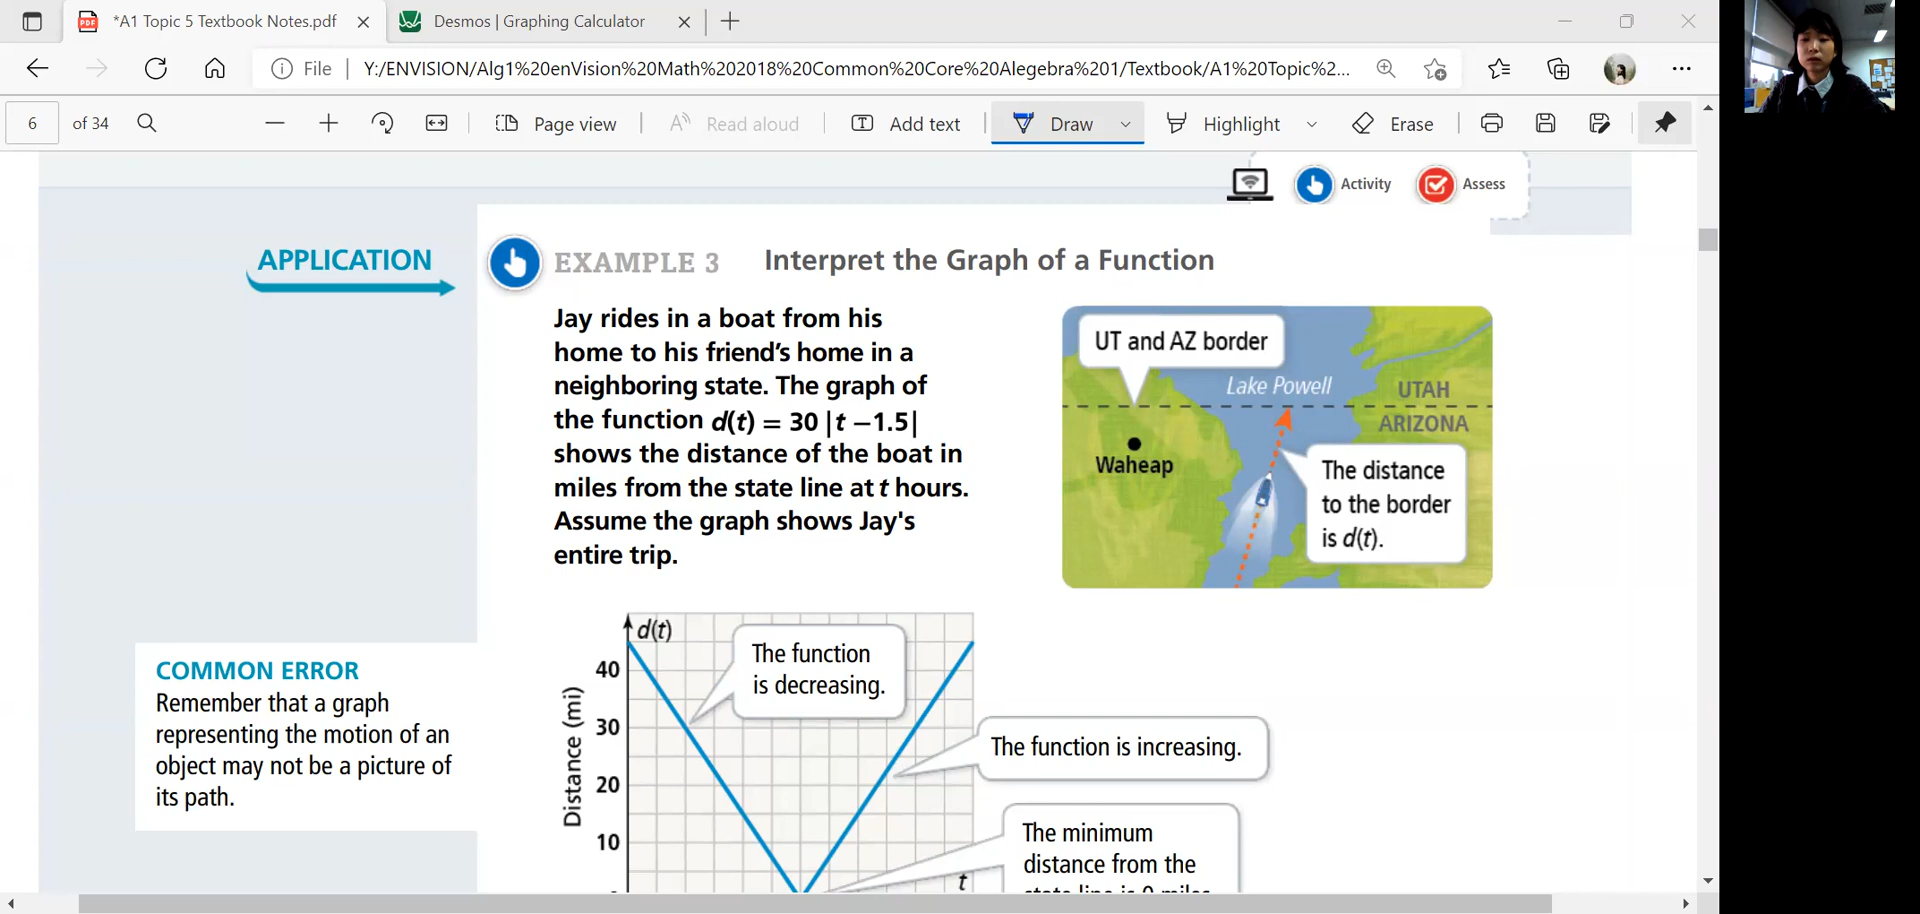 *A1 Topic 5 Textbook Notes.pdf
Desmos | Graphing Calculator
File
Y:/ENVISION/Alg1%20enVision%20Math%202018%20Common%20Core%20Alegebra%201/Textbook/A1%20Topic%2...
6 of 34
Page view
Read aloud
Add text
Draw
Highlight
Erase
Activity
Assess
APPLICATION
EXAMPLE 3 Interpret the Graph of a Function
Jay rides in a boat from his
home to his friend's home in a
neighboring state. The graph of
the function d(t) = 30 |t −1.5|
shows the distance of the boat in
miles from the state line at t hours.
Assume the graph shows Jay's
entire trip.
UT and AZ border
Lake Powell
UTAH
ARIZONA
Waheap
The distance
to the border
is d(t).
COMMON ERROR
Remember that a graph
representing the motion of an
object may not be a picture of
its path.
d(t)
Distance (mi)
40
30
20
10
t
The function
is decreasing.
The function is increasing.
The minimum
distance from the
state line is 0 miles